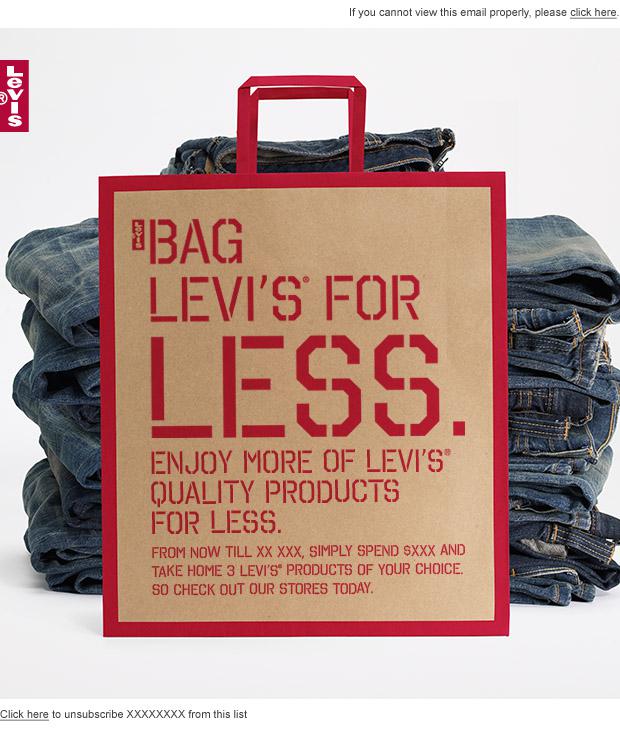 If you cannot view this email properly, please click here.
LEVI'S
®
LEVI'S
BAG
LEVI'S® FOR
LESS.
ENJOY MORE OF LEVI'S®
QUALITY PRODUCTS
FOR LESS.
FROM NOW TILL XX XXX, SIMPLY SPEND $XXX AND
TAKE HOME 3 LEVI'S® PRODUCTS OF YOUR CHOICE.
SO CHECK OUT OUR STORES TODAY.
Click here to unsubscribe XXXXXXXX from this list